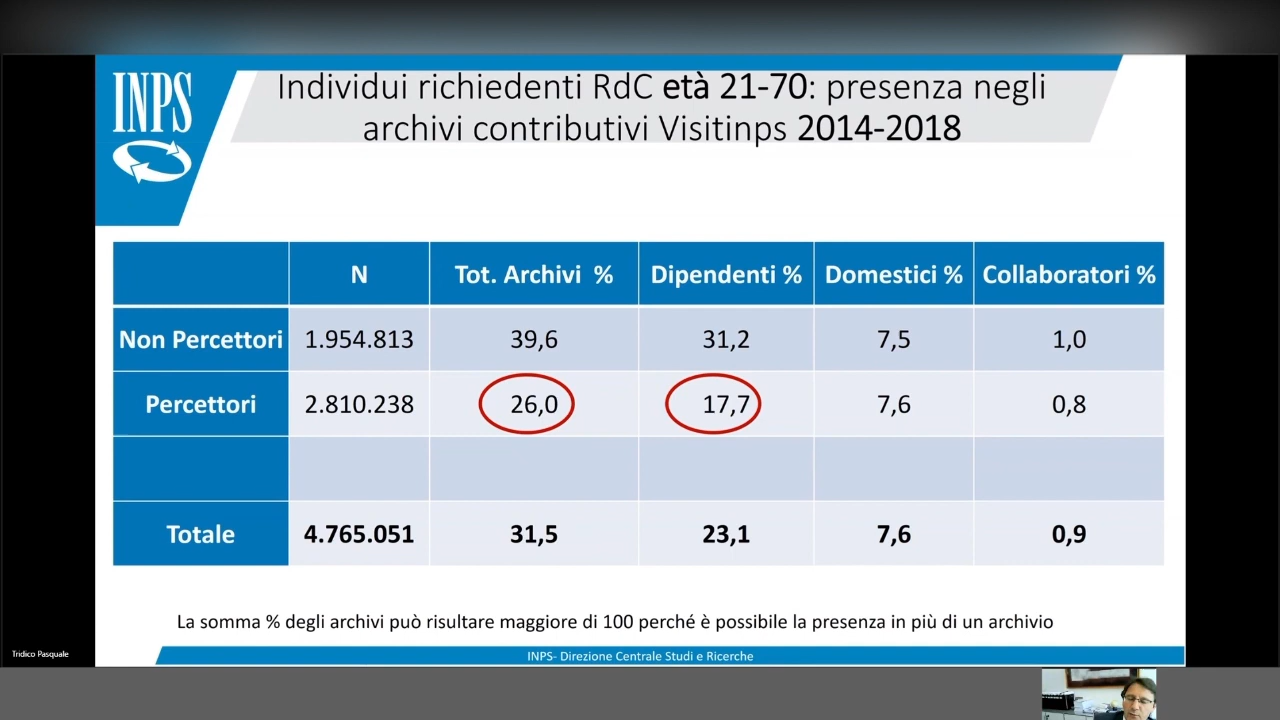 INPS
Individui richiedenti RdC età 21-70: presenza negli
archivi contributivi Visitinps 2014-2018
N Tot. Archivi % Dipendenti % Domestici % Collaboratori %
Non Percettori 1.954.813 39,6 31,2 7,5 1,0
Percettori 2.810.238 26,0 17,7 7,6 0,8
Totale 4.765.051 31,5 23,1 7,6 0,9
La somma % degli archivi può risultare maggiore di 100 perché è possibile la presenza in più di un archivio
Tridico Pasquale
INPS- Direzione Centrale Studi e Ricerche